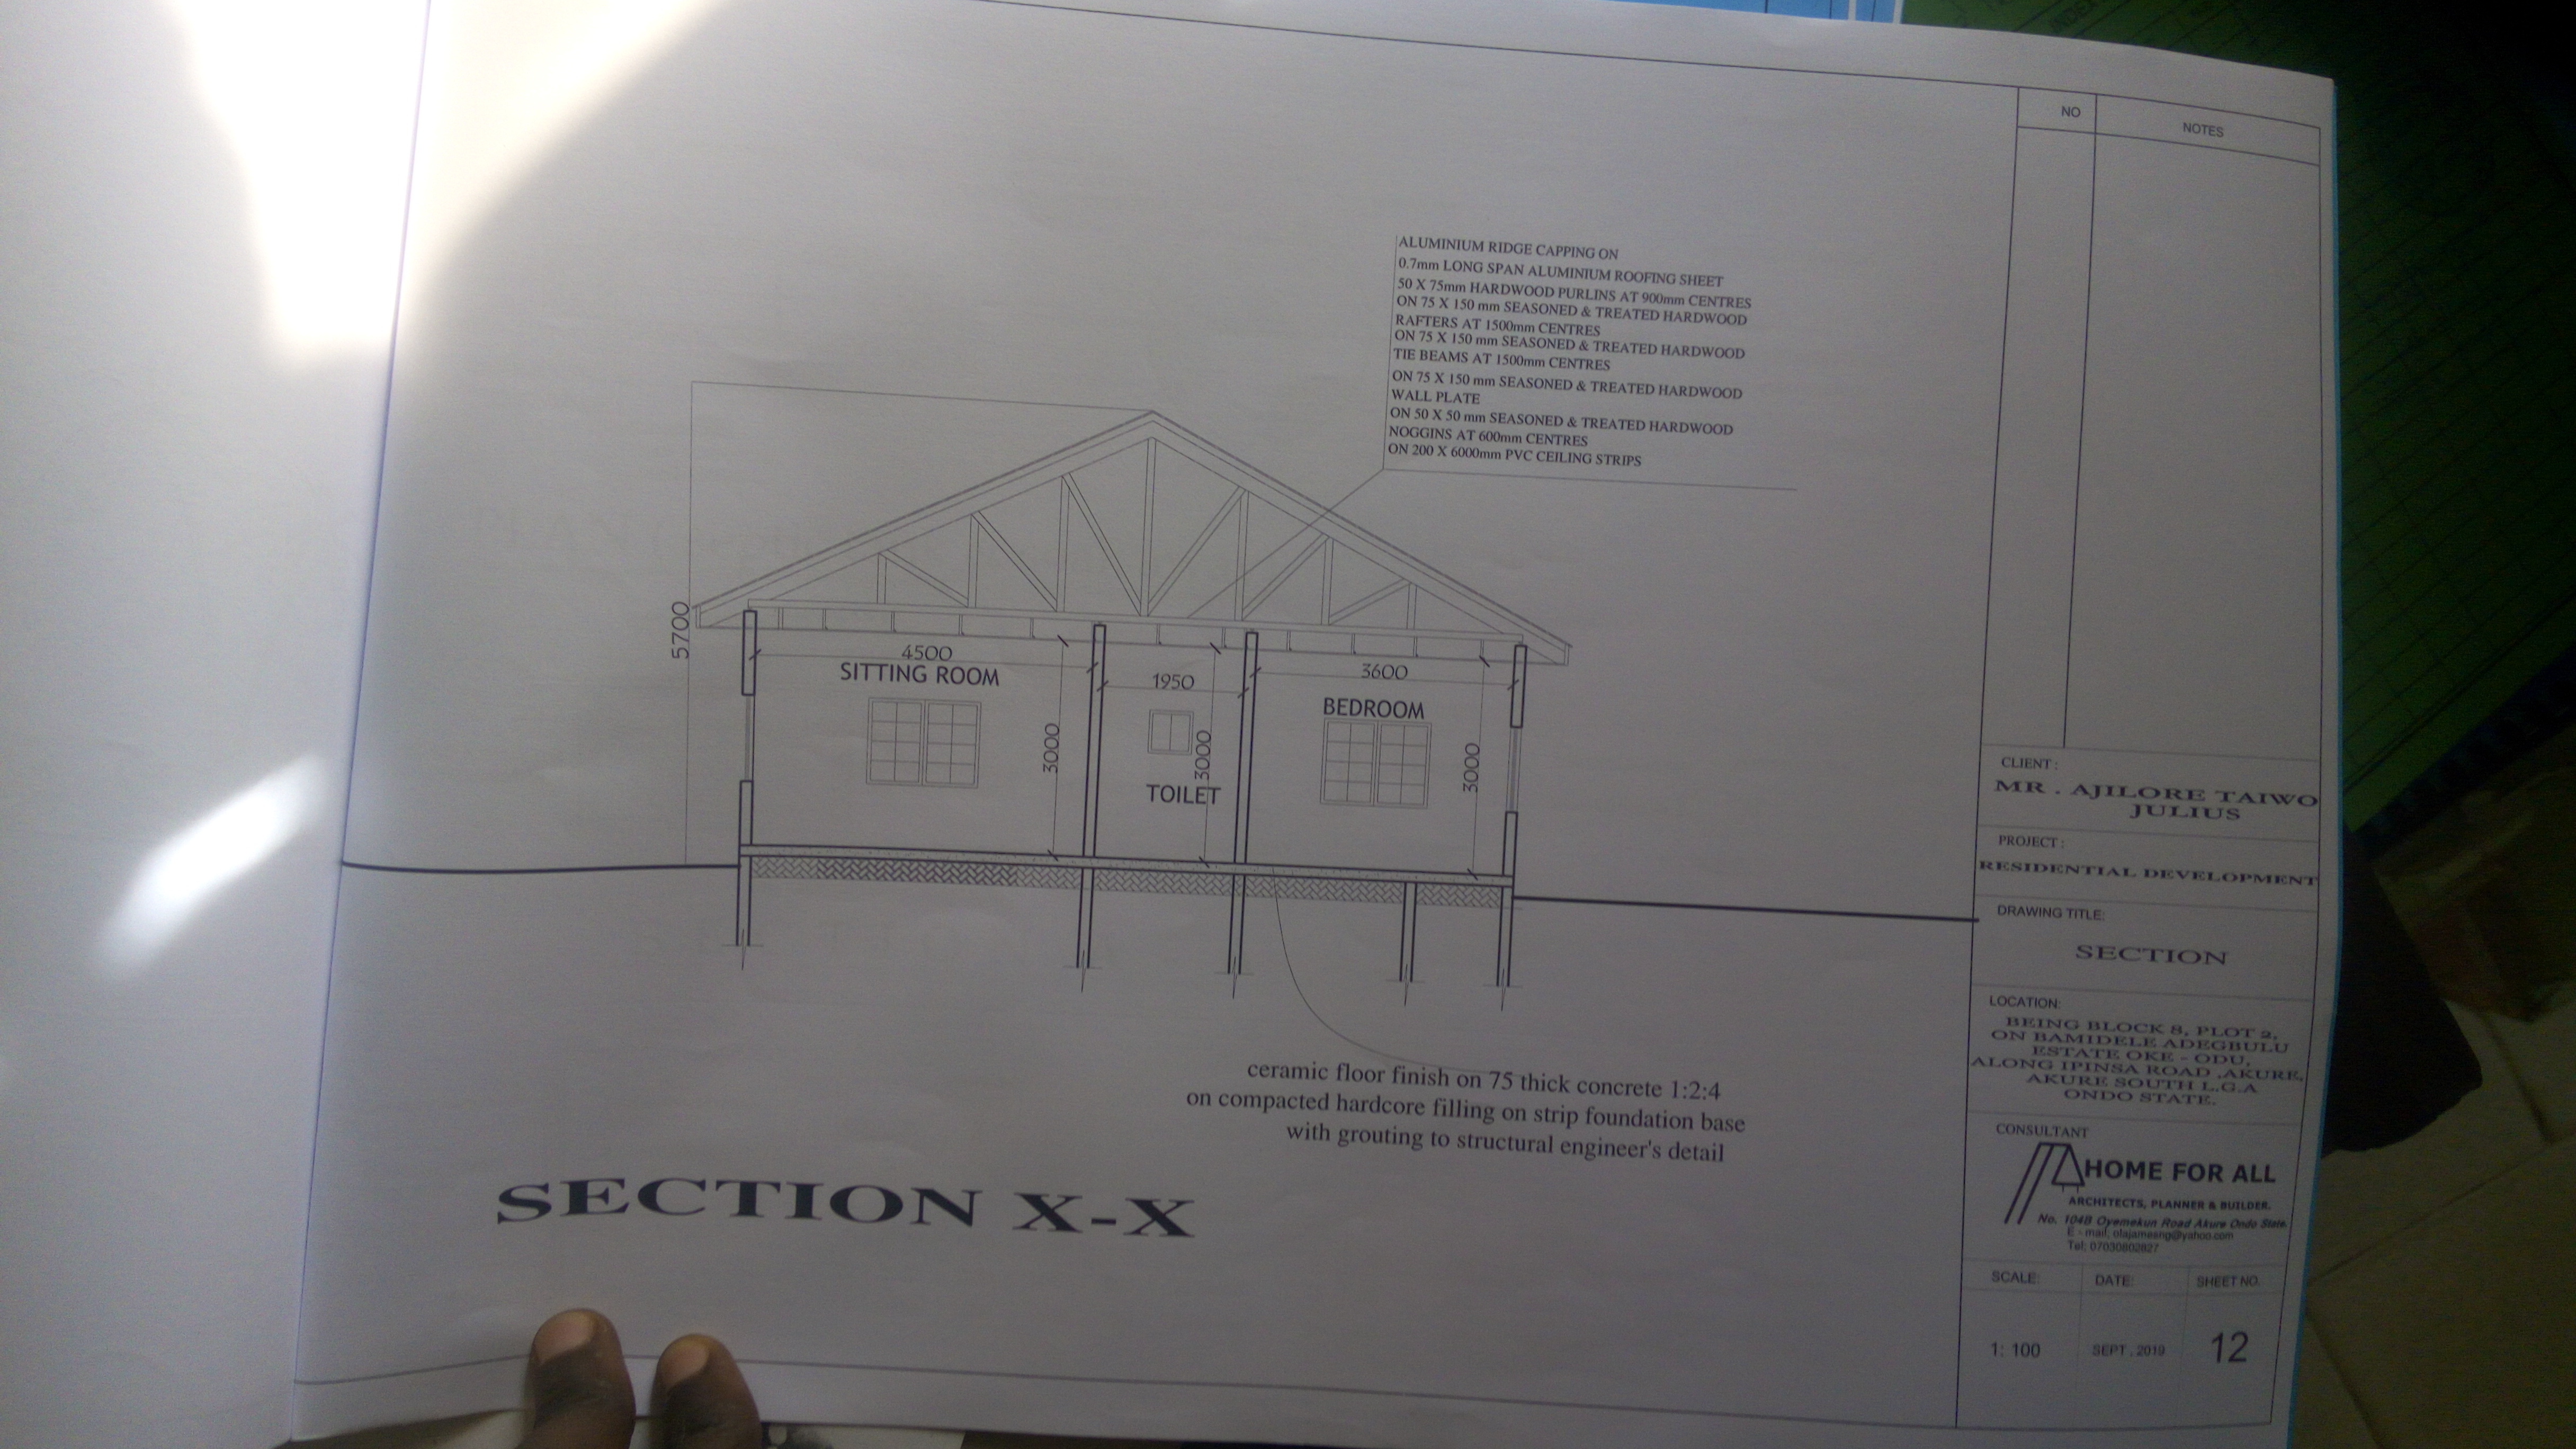 NO
NOTES
ALUMINIUM RIDGE CAPPING ON
0.7mm LONG SPAN ALUMINIUM ROOFING SHEET
50 X 75mm HARDWOOD PURLINS AT 900mm CENTRES
ON 75 X 150 mm SEASONED & TREATED HARDWOOD
RAFTERS AT 1500mm CENTRES
ON 75 X 150 mm SEASONED & TREATED HARDWOOD
TIE BEAMS AT 1500mm CENTRES
ON 75 X 150 mm SEASONED & TREATED HARDWOOD
WALL PLATE
ON 50 X 50 mm SEASONED & TREATED HARDWOOD
NOGGINS AT 600mm CENTRES
ON 200 X 6000mm PVC CEILING STRIPS
5700
4500
SITTING ROOM
3000
1950
3000
TOILET
3600
BEDROOM
3000
ceramic floor finish on 75 thick concrete 1:2:4
on compacted hardcore filling on strip foundation base
with grouting to structural engineer's detail
SECTION X-X
CLIENT :
MR . AJILORE TAIWO
JULIUS
PROJECT :
RESIDENTIAL DEVELOPMENT
DRAWING TITLE:
SECTION
LOCATION:
BEING BLOCK 8, PLOT 2,
ON BAMIDELE ADEGBULU
ESTATE OKE - ODU,
ALONG IPINSA ROAD ,AKURE,
AKURE SOUTH L.G.A
ONDO STATE.
CONSULTANT
HOME FOR ALL
ARCHITECTS, PLANNER & BUILDER.
No. 104B Oyemekun Road Akure Ondo State.
E - mail; olajamesng@yahoo.com
Tel; 07030802827
SCALE:
DATE:
SHEET NO.
1: 100
SEPT . 2019
12